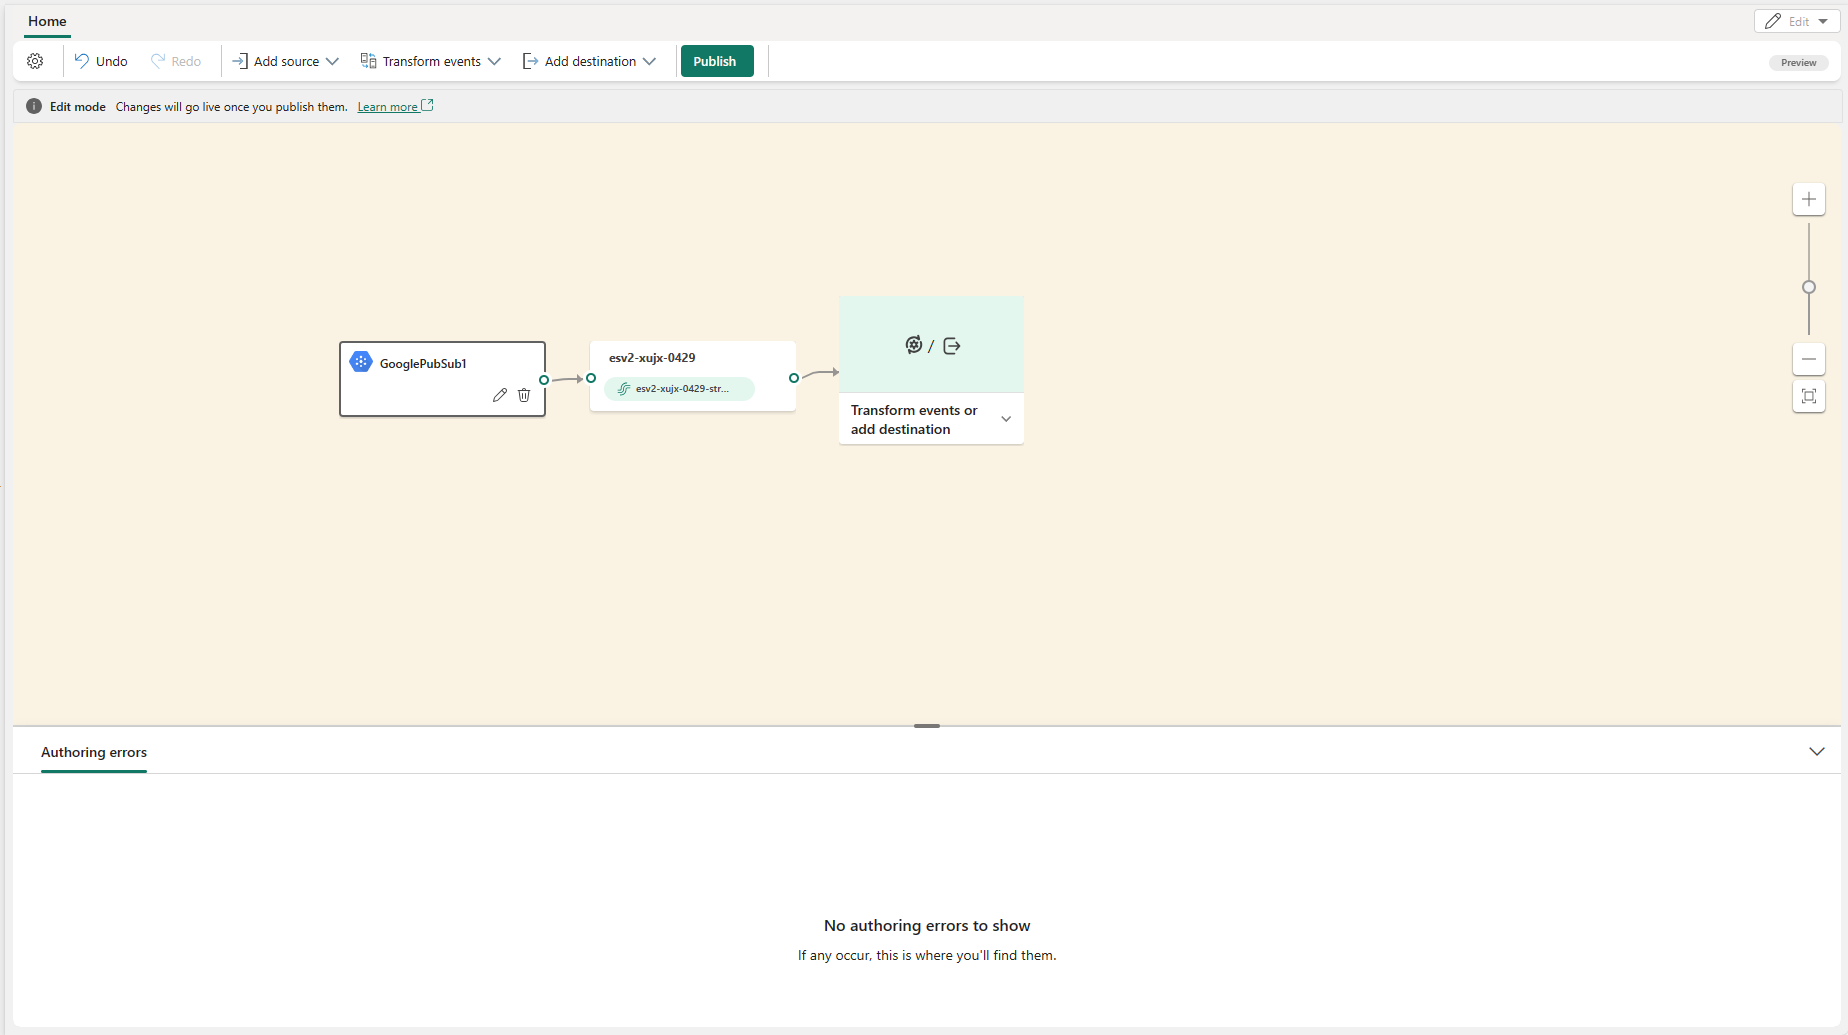 Home
Edit
Undo
Redo
Add source
Transform events
Add destination
Publish
Preview
Edit mode Changes will go live once you publish them. Learn more
GooglePubSub1
esv2-xujx-0429
esv2-xujx-0429-str...
/
Transform events or
add destination
Authoring errors
No authoring errors to show
If any occur, this is where you'll find them.